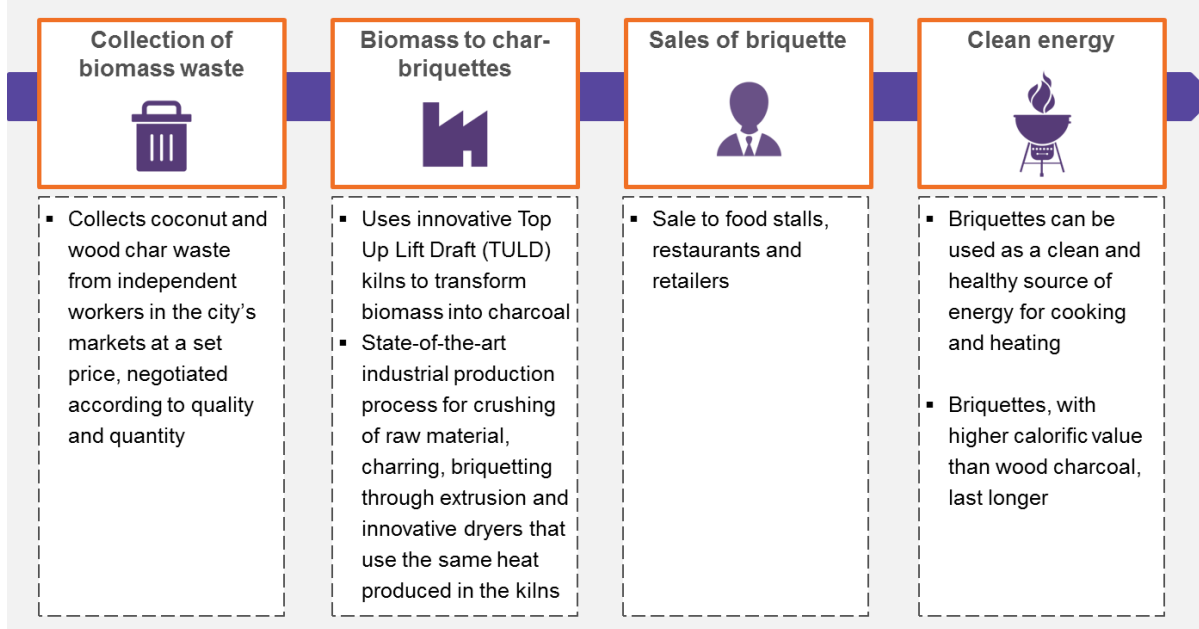 Collection of
biomass waste
▪ Collects coconut and
wood char waste
from independent
workers in the city's
markets at a set
price, negotiated
according to quality
and quantity
Biomass to char-
briquettes
▪ Uses innovative Top
Up Lift Draft (TULD)
kilns to transform
biomass into charcoal
▪ State-of-the-art
industrial production
process for crushing
of raw material,
charring, briquetting
through extrusion and
innovative dryers that
use the same heat
produced in the kilns
Sales of briquette
▪ Sale to food stalls,
restaurants and
retailers
Clean energy
▪ Briquettes can be
used as a clean and
healthy source of
energy for cooking
and heating
▪ Briquettes, with
higher calorific value
than wood charcoal,
last longer